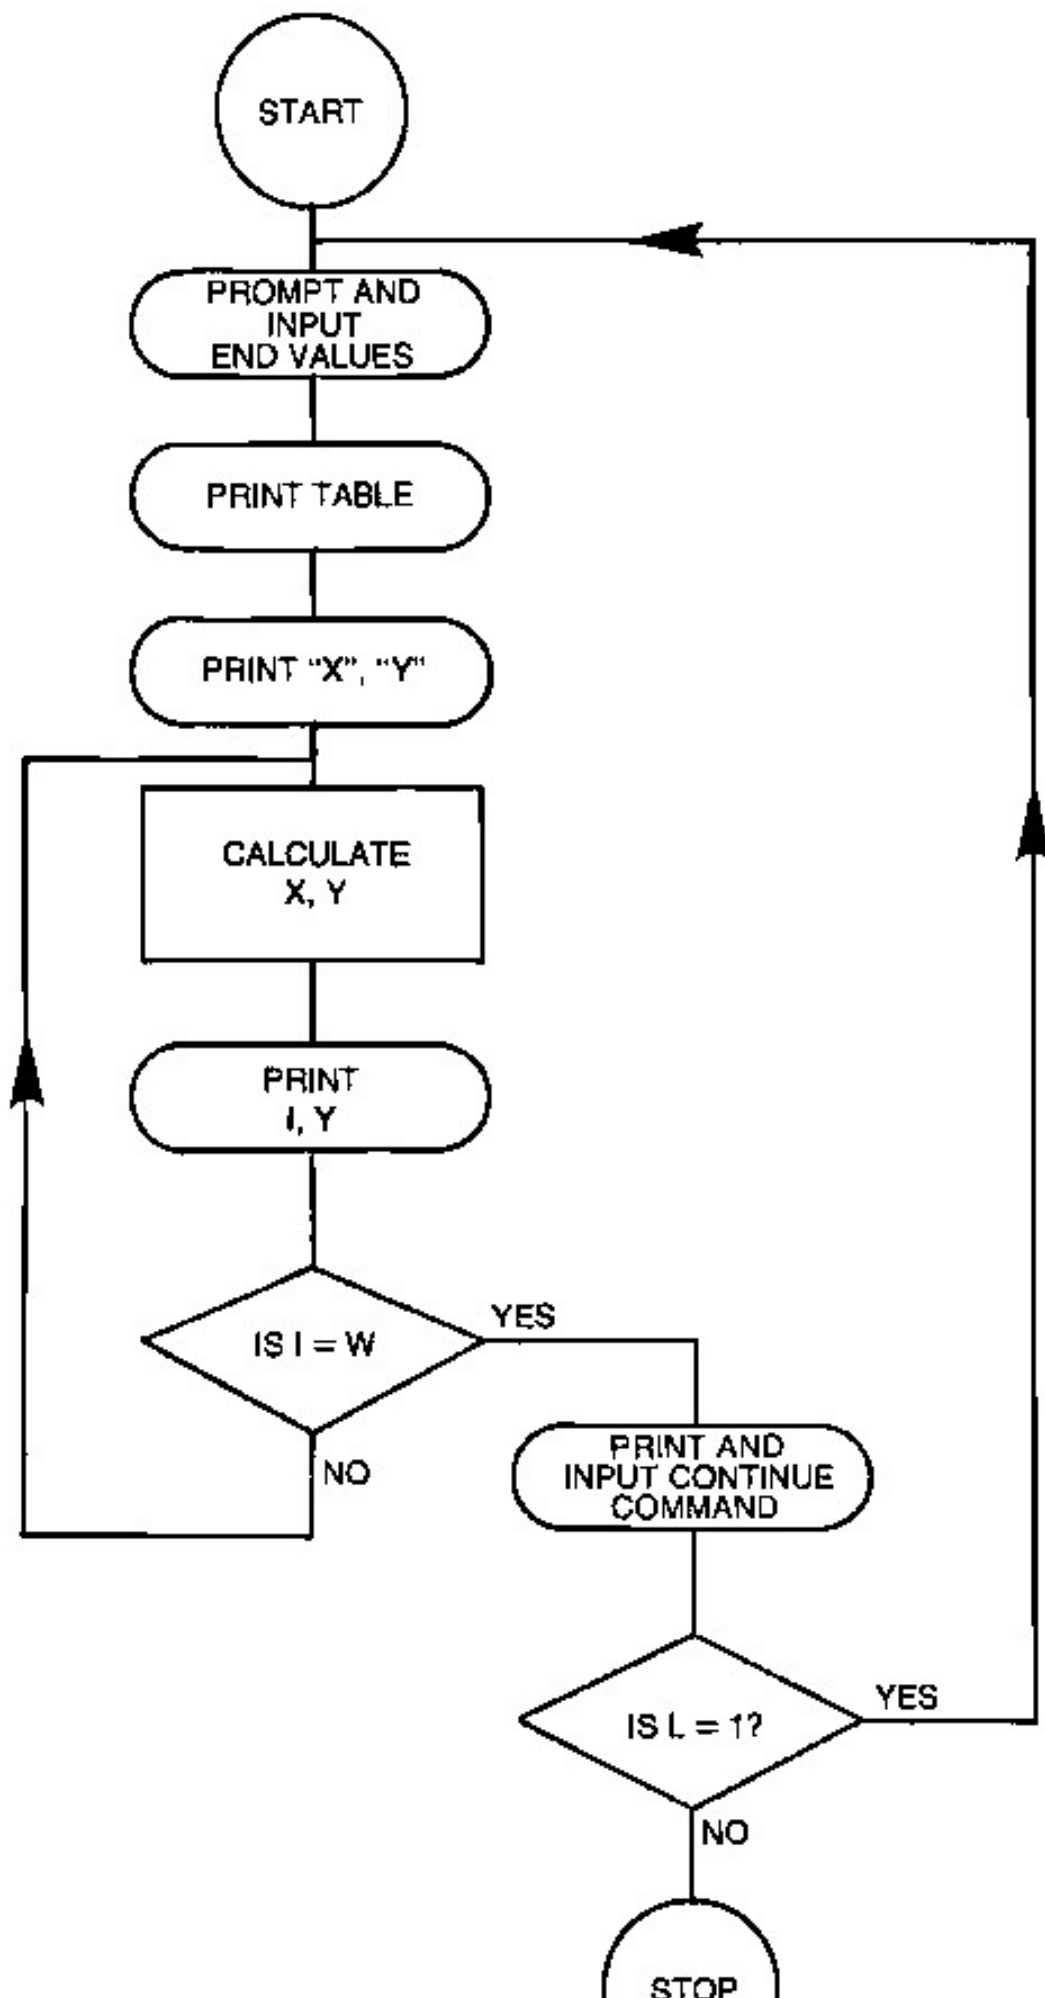 START
PROMPT AND
INPUT
END VALUES
PRINT TABLE
PRINT "X", "Y"
CALCULATE
X, Y
PRINT
I, Y
IS I = W
YES
NO
PRINT AND
INPUT CONTINUE
COMMAND
IS L = 1?
YES
NO
STOP